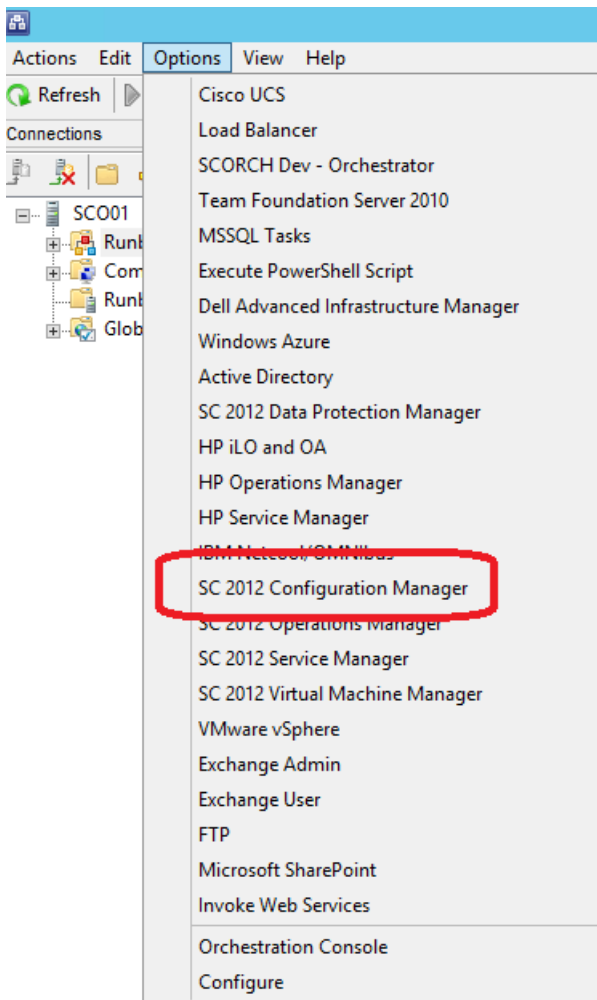 Actions Edit Options View Help
Refresh
Connections
SCO01
Runb
Com
Runb
Glob
Cisco UCS
Load Balancer
SCORCH Dev - Orchestrator
Team Foundation Server 2010
MSSQL Tasks
Execute PowerShell Script
Dell Advanced Infrastructure Manager
Windows Azure
Active Directory
SC 2012 Data Protection Manager
HP iLO and OA
HP Operations Manager
HP Service Manager
IBM Netcool/OMNIbus
SC 2012 Configuration Manager
SC 2012 Operations Manager
SC 2012 Service Manager
SC 2012 Virtual Machine Manager
VMware vSphere
Exchange Admin
Exchange User
FTP
Microsoft SharePoint
Invoke Web Services
Orchestration Console
Configure